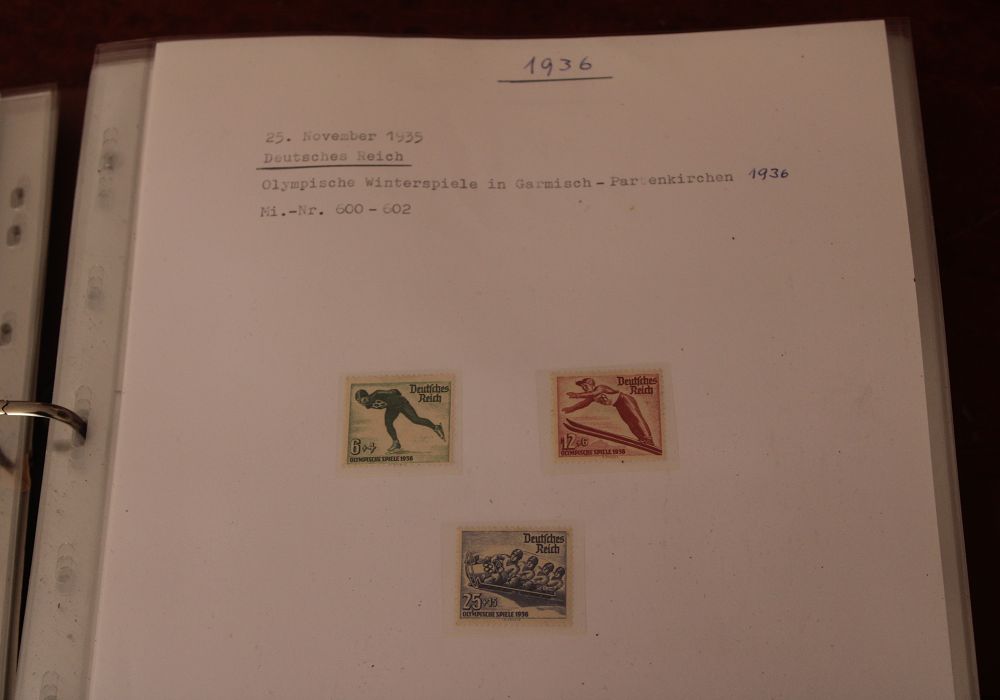 1936
25. November 1935
Deutsches Reich
Olympische Winterspiele in Garmisch-Partenkirchen 1936
Mi.-Nr. 600-602
Deutsches
Reich
6+4
OLYMPISCHE SPIELE 1936
Deutsches
Reich
12+6
OLYMPISCHE SPIELE 1936
Deutsches
Reich
25+15
OLYMPISCHE SPIELE 1936